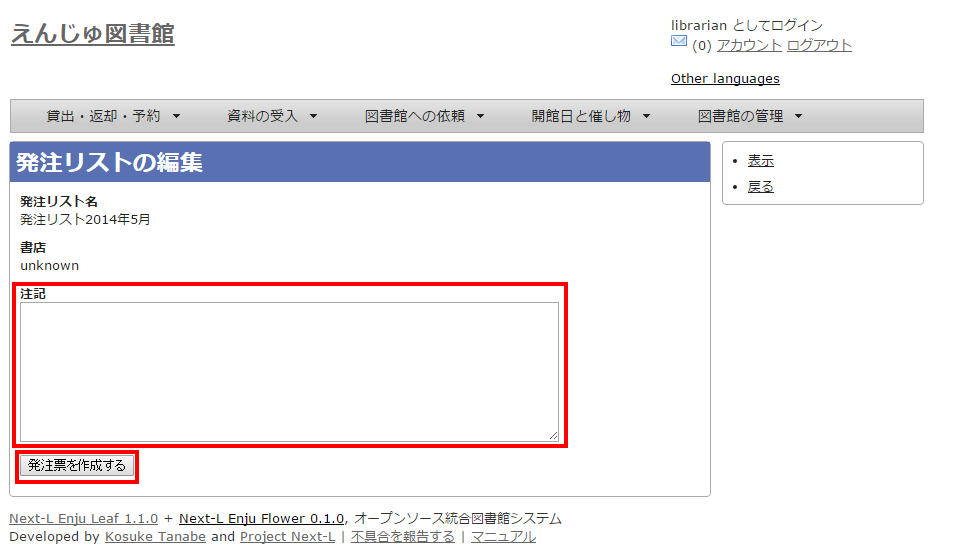 えんじゅ図書館
librarian としてログイン
(0) アカウント ログアウト
Other languages
貸出・返却・予約 資料の受入 図書館への依頼 開館日と催し物 図書館の管理
発注リストの編集
発注リスト名
発注リスト2014年5月
書店
unknown
注記
発注票を作成する
表示
戻る
Next-L Enju Leaf 1.1.0 + Next-L Enju Flower 0.1.0, オープンソース統合図書館システム
Developed by Kosuke Tanabe and Project Next-L | 不具合を報告する | マニュアル